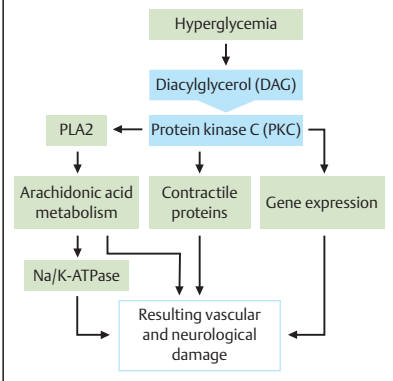 Hyperglycemia
Diacylglycerol (DAG)
PLA2
Protein kinase C (PKC)
Arachidonic acid
metabolism
Contractile
proteins
Gene expression
Na/K-ATPase
Resulting vascular
and neurological
damage